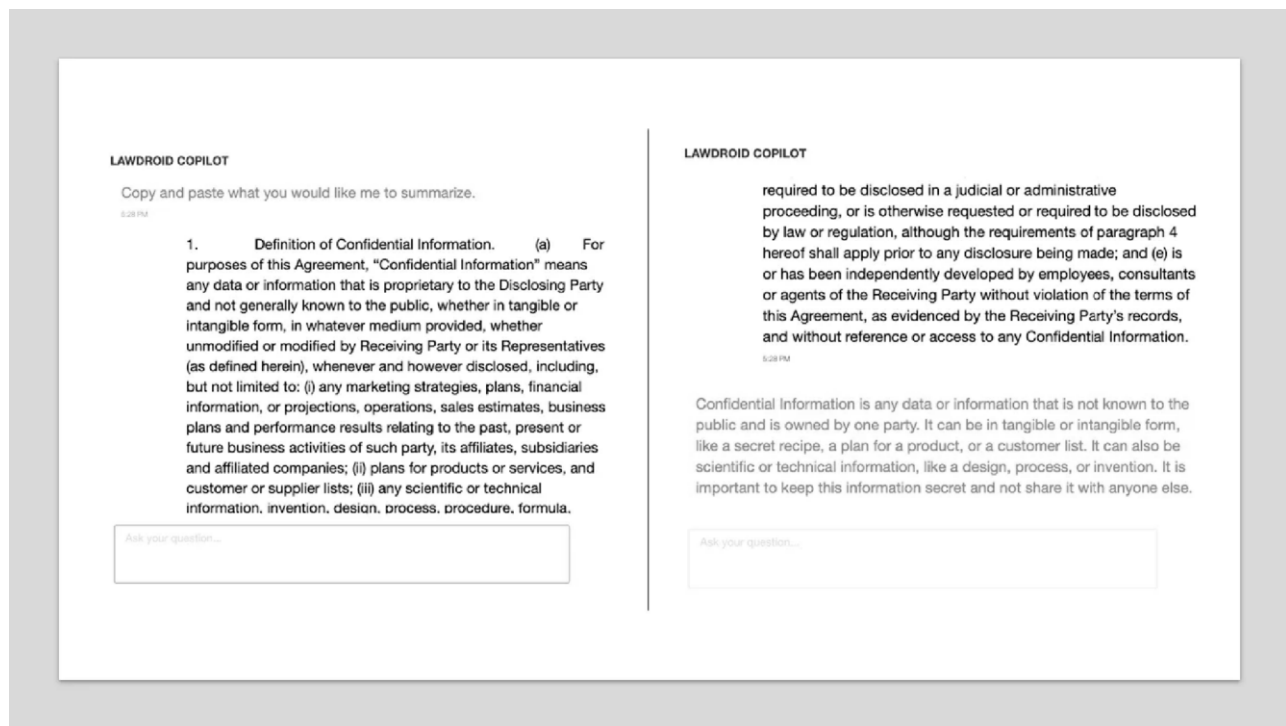 LAWDROID COPILOT
Copy and paste what you would like me to summarize.
5:28 PM
1. Definition of Confidential Information. (a) For
purposes of this Agreement, “Confidential Information” means
any data or information that is proprietary to the Disclosing Party
and not generally known to the public, whether in tangible or
intangible form, in whatever medium provided, whether
unmodified or modified by Receiving Party or its Representatives
(as defined herein), whenever and however disclosed, including,
but not limited to: (i) any marketing strategies, plans, financial
information, or projections, operations, sales estimates, business
plans and performance results relating to the past, present or
future business activities of such party, its affiliates, subsidiaries
and affiliated companies; (ii) plans for products or services, and
customer or supplier lists; (iii) any scientific or technical
information, invention, design, process, procedure, formula,
Ask your question...
LAWDROID COPILOT
required to be disclosed in a judicial or administrative
proceeding, or is otherwise requested or required to be disclosed
by law or regulation, although the requirements of paragraph 4
hereof shall apply prior to any disclosure being made; and (e) is
or has been independently developed by employees, consultants
or agents of the Receiving Party without violation of the terms of
this Agreement, as evidenced by the Receiving Party’s records,
and without reference or access to any Confidential Information.
5:28 PM
Confidential Information is any data or information that is not known to the
public and is owned by one party. It can be in tangible or intangible form,
like a secret recipe, a plan for a product, or a customer list. It can also be
scientific or technical information, like a design, process, or invention. It is
important to keep this information secret and not share it with anyone else.
Ask your question...